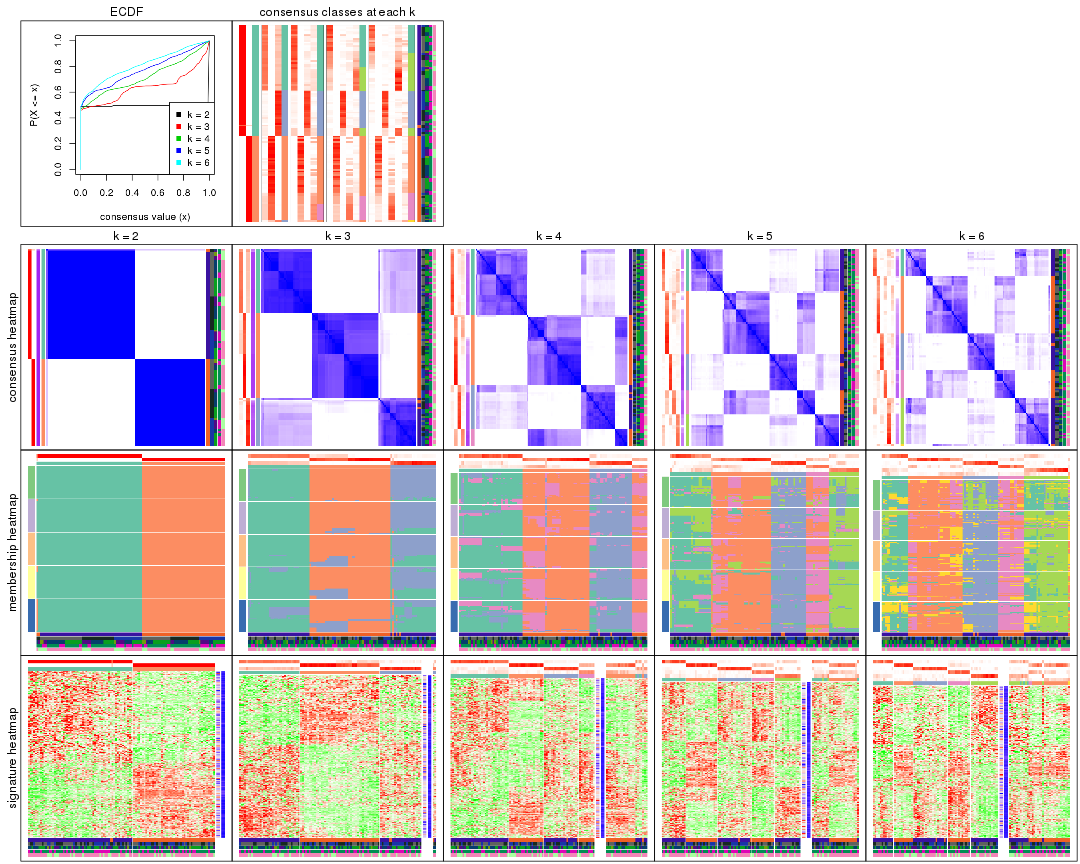 ECDF
consensus classes at each k
P(X <= x)
0.0
0.2
0.4
0.6
0.8
1.0
k = 2
k = 3
k = 4
k = 5
k = 6
0.0 0.2 0.4 0.6 0.8 1.0
consensus value (x)
k = 2
k = 3
k = 4
k = 5
k = 6
consensus heatmap
membership heatmap
signature heatmap